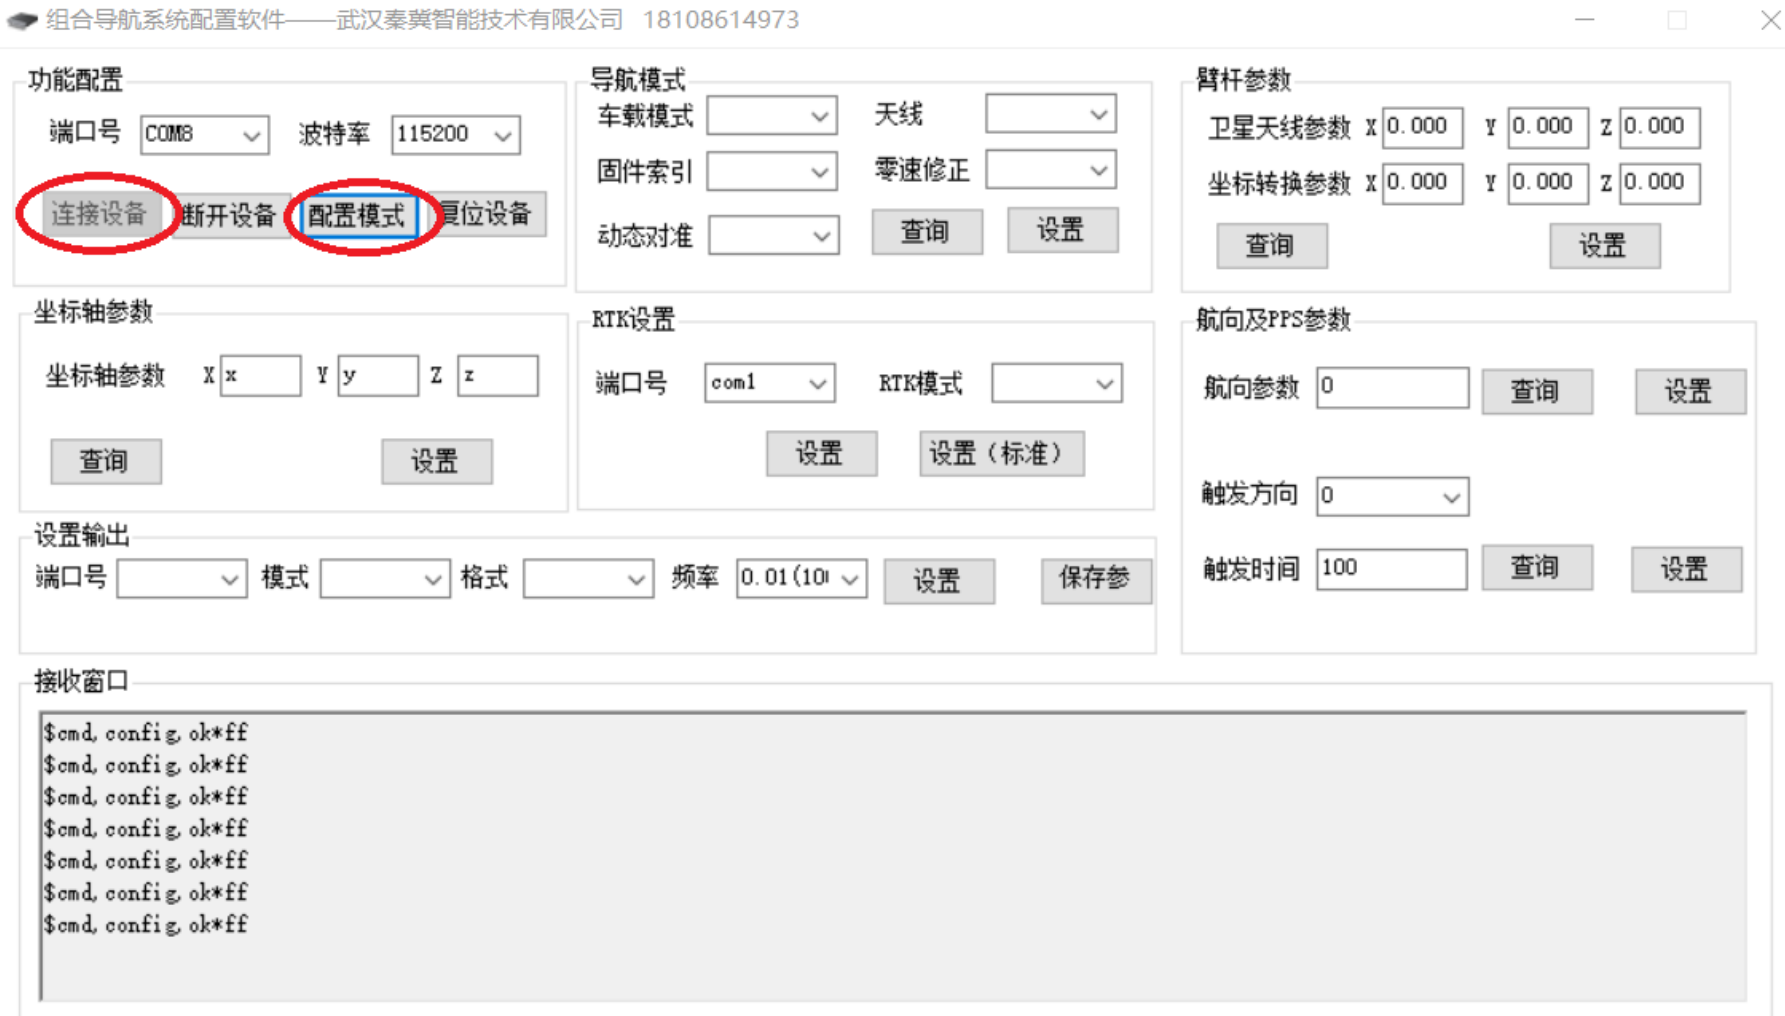 组合导航系统配置软件——武汉秦冀智能技术有限公司 18108614973
功能配置
端口号 COM8 波特率 115200
连接设备 断开设备 配置模式 复位设备
导航模式
车载模式 天线
固件索引 零速修正
动态对准 查询 设置
臂杆参数
卫星天线参数 X 0.000 Y 0.000 Z 0.000
坐标转换参数 X 0.000 Y 0.000 Z 0.000
查询 设置
坐标轴参数
坐标轴参数 X x Y y Z z
查询 设置
RTK设置
端口号 com1 RTK模式
设置 设置（标准）
航向及PPS参数
航向参数 0 查询 设置
触发方向 0
触发时间 100 查询 设置
设置输出
端口号 模式 格式 频率 0.01(10 设置 保存参
接收窗口
$cmd,config,ok*ff
$cmd,config,ok*ff
$cmd,config,ok*ff
$cmd,config,ok*ff
$cmd,config,ok*ff
$cmd,config,ok*ff
$cmd,config,ok*ff